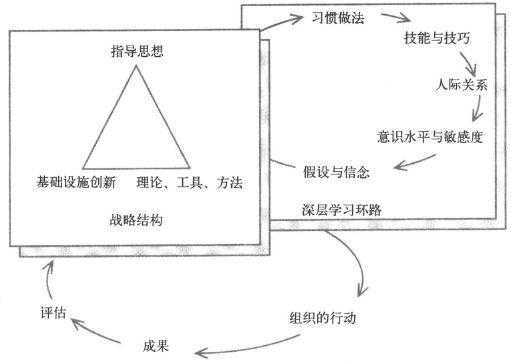 习惯做法
技能与技巧
指导思想
人际关系
意识水平与敏感度
假设与信念
基础设施创新 理论、工具、方法
深层学习环路
战略结构
评估
组织的行动
成果